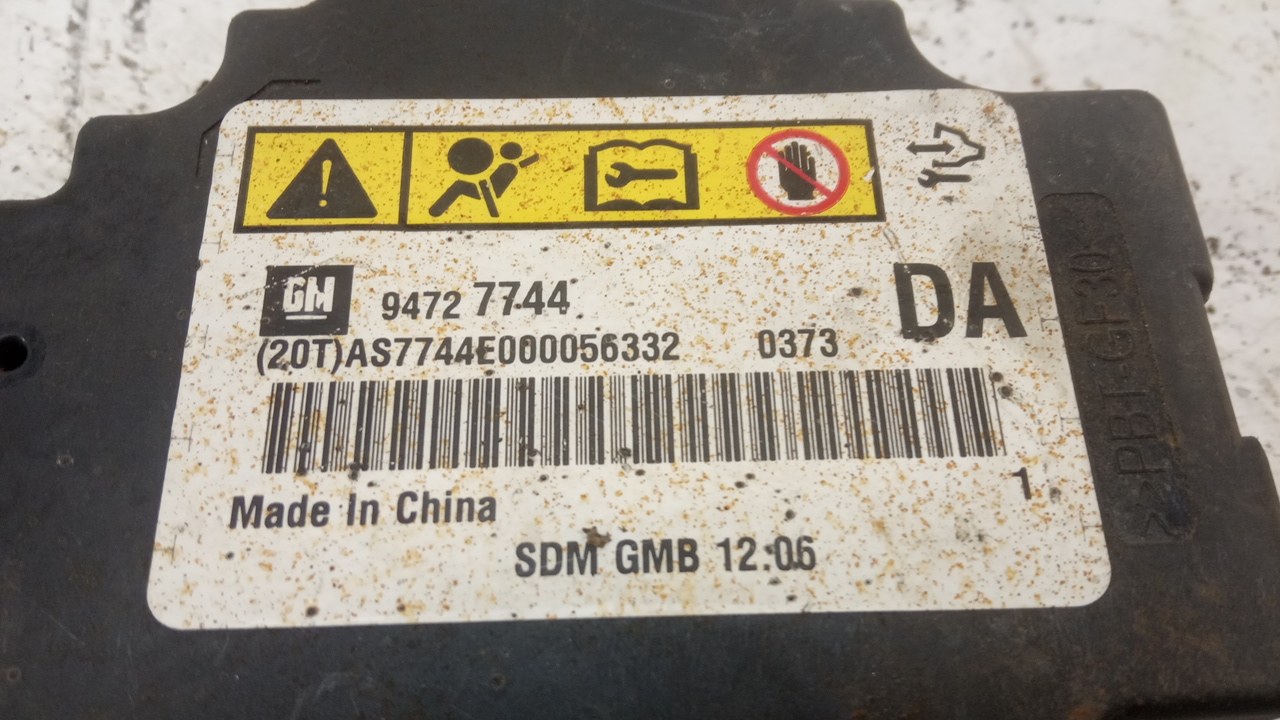 GM 9472 7744 DA
(20T)AS7744E000056332 0373
1
Made In China
SDM GMB 12:06
>PBT-GF30<